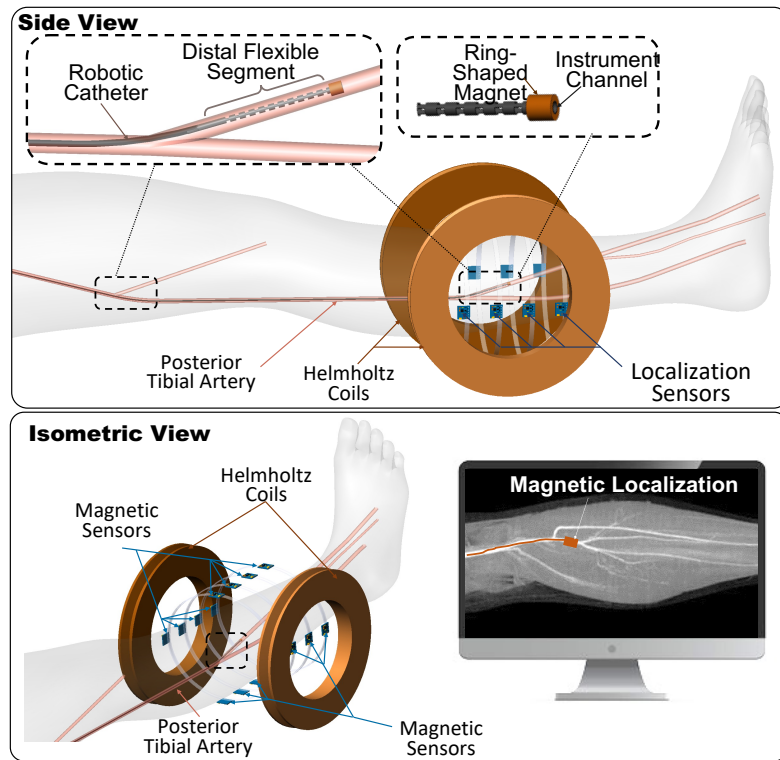 Side View
Distal Flexible
Segment
Robotic
Catheter
Ring-
Shaped
Magnet
Instrument
Channel
Posterior
Tibial Artery
Helmholtz
Coils
Localization
Sensors
Isometric View
Helmholtz
Coils
Magnetic
Sensors
Posterior
Tibial Artery
Magnetic
Sensors
Magnetic Localization